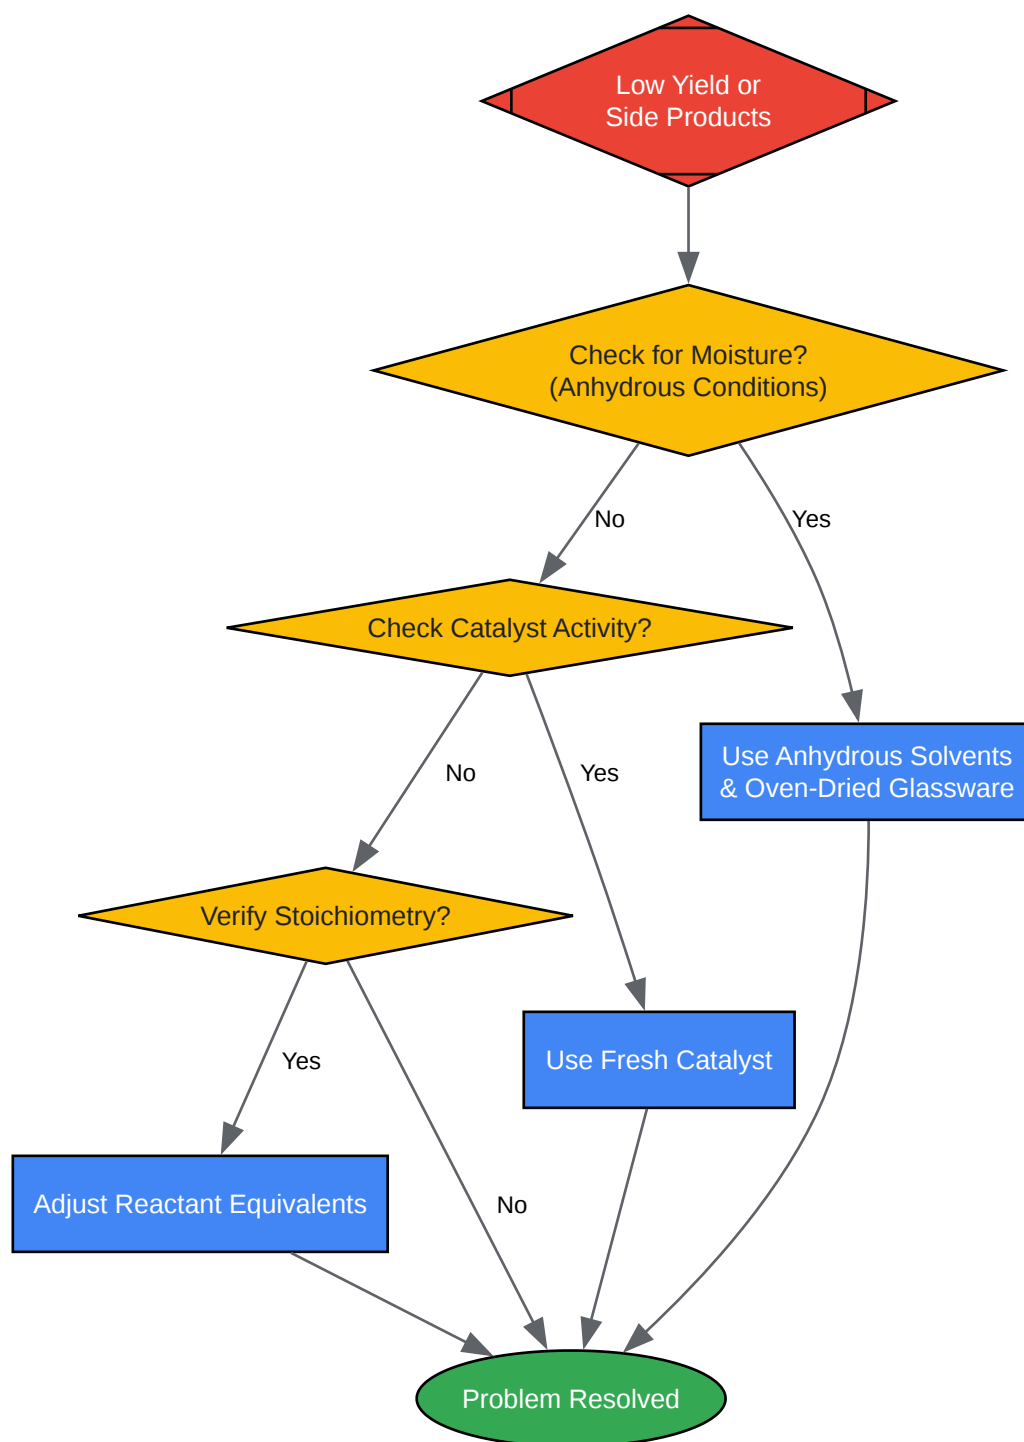 Low Yield or
Side Products
Check for Moisture?
(Anhydrous Conditions)
No
Yes
Check Catalyst Activity?
Use Anhydrous Solvents
& Oven-Dried Glassware
No
Yes
Verify Stoichiometry?
Yes
Use Fresh Catalyst
Adjust Reactant Equivalents
No
Problem Resolved